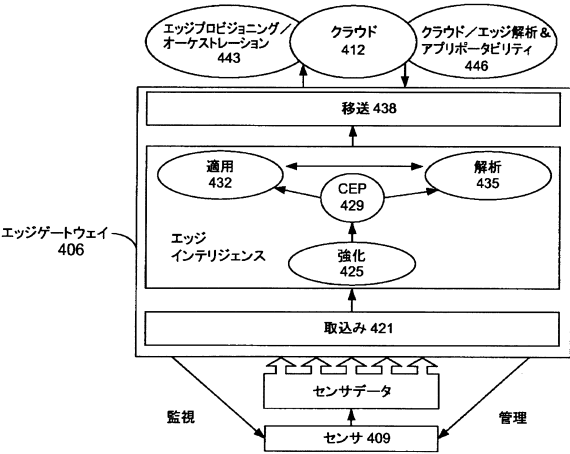 エッジプロビジョニング／
オーケストレーション
443
クラウド
412
クラウド／エッジ解析＆
アプリポータビリティ
446
移送 438
適用
432
CEP
429
解析
435
エッジ
インテリジェンス
強化
425
エッジゲートウェイ
406
取込み 421
センサデータ
監視
管理
センサ 409